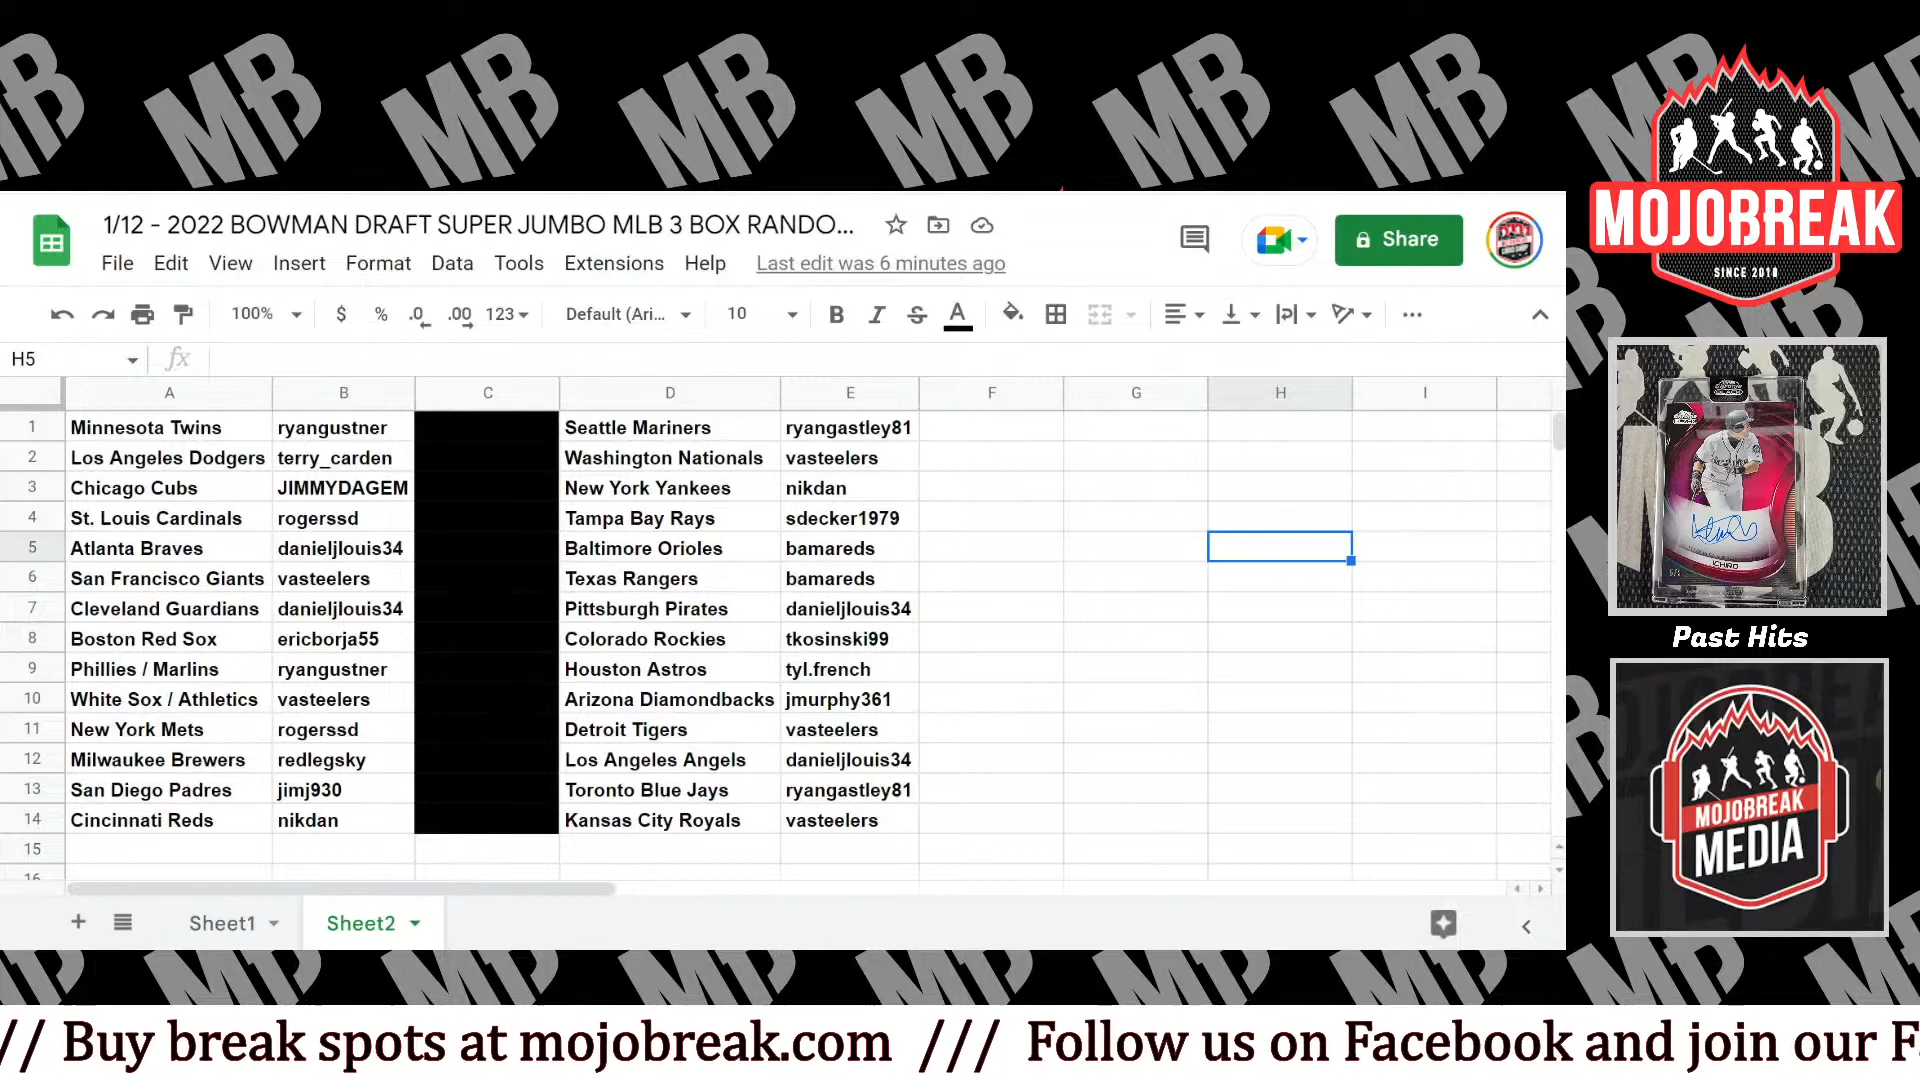 1/12 - 2022 BOWMAN DRAFT SUPER JUMBO MLB 3 BOX RANDO...
File Edit View Insert Format Data Tools Extensions Help Last edit was 6 minutes ago
Share
100% $ % .0 .00 123 Default (Ari... 10 B I S A
H5 fx
A B C D E F G H I
1 Minnesota Twins ryangustner Seattle Mariners ryangastley81
2 Los Angeles Dodgers terry_carden Washington Nationals vasteelers
3 Chicago Cubs JIMMYDAGEM New York Yankees nikdan
4 St. Louis Cardinals rogerssd Tampa Bay Rays sdecker1979
5 Atlanta Braves danieljlouis34 Baltimore Orioles bamareds
6 San Francisco Giants vasteelers Texas Rangers bamareds
7 Cleveland Guardians danieljlouis34 Pittsburgh Pirates danieljlouis34
8 Boston Red Sox ericborja55 Colorado Rockies tkosinski99
9 Phillies / Marlins ryangustner Houston Astros tyl.french
10 White Sox / Athletics vasteelers Arizona Diamondbacks jmurphy361
11 New York Mets rogerssd Detroit Tigers vasteelers
12 Milwaukee Brewers redlegsky Los Angeles Angels danieljlouis34
13 San Diego Padres jimj930 Toronto Blue Jays ryangastley81
14 Cincinnati Reds nikdan Kansas City Royals vasteelers
15
16
Sheet1 Sheet2
MOJOBREAK
SINCE 2010
ICHIRO
Past Hits
MOJOBREAK
MEDIA
// Buy break spots at mojobreak.com /// Follow us on Facebook and join our F